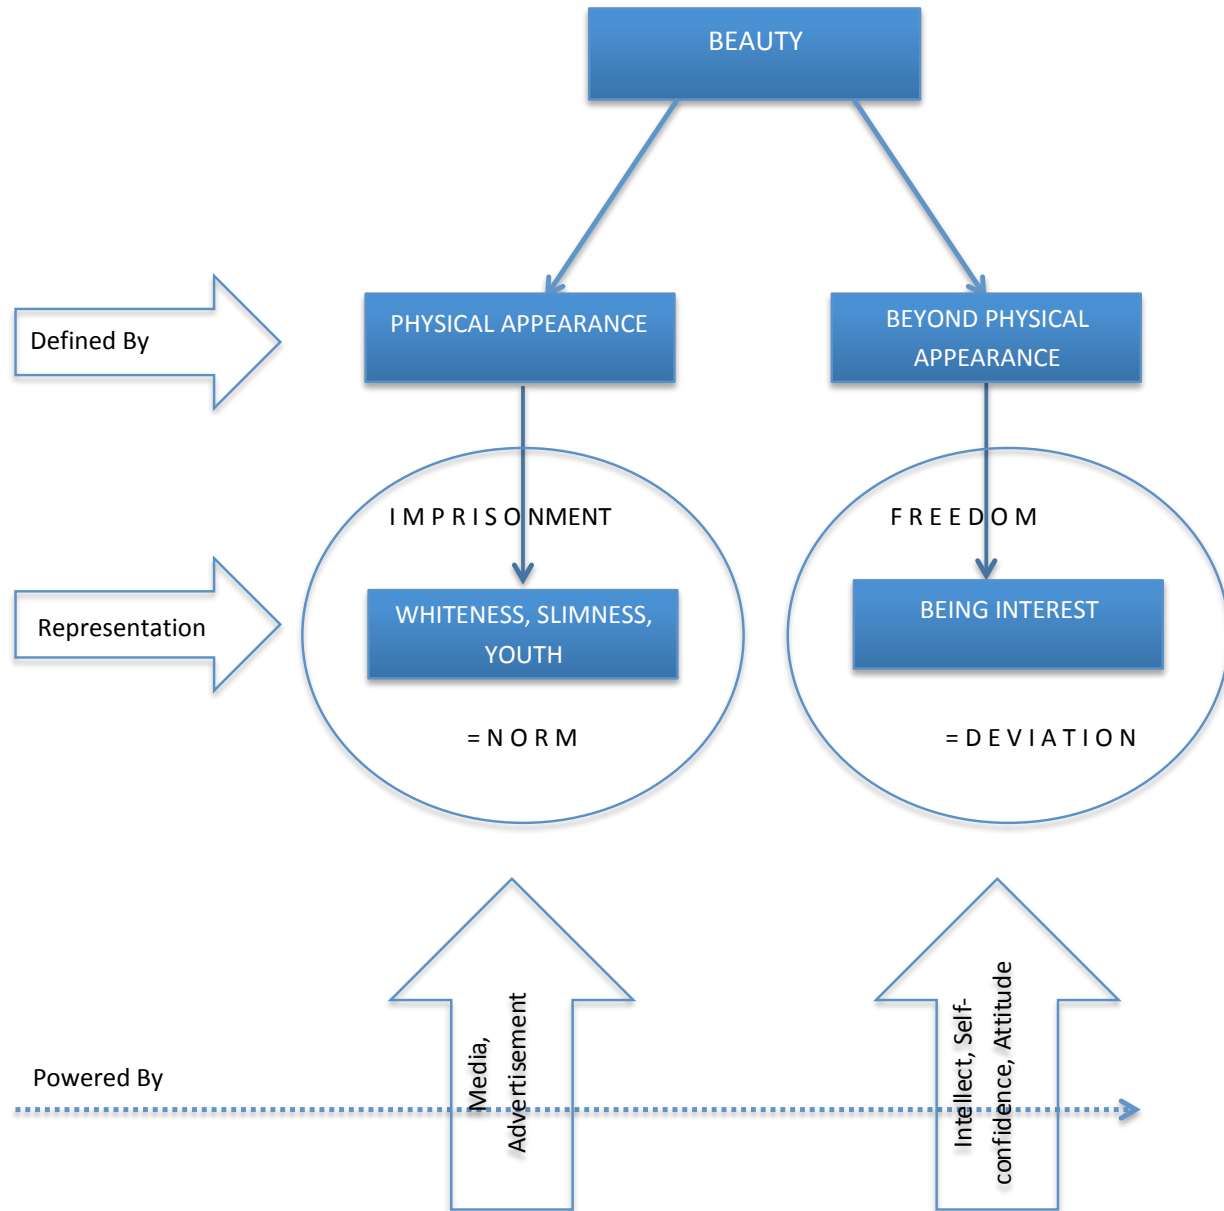 BEAUTY
Defined By
PHYSICAL APPEARANCE
BEYOND PHYSICAL
APPEARANCE
I M P R I S O NMENT
F R E E D O M
Representation
WHITENESS, SLIMNESS,
YOUTH
BEING INTEREST
= N O R M
= D E V I A T I O N
Powered By
Media,
Advertisement
Intellect, Self-
confidence, Attitude